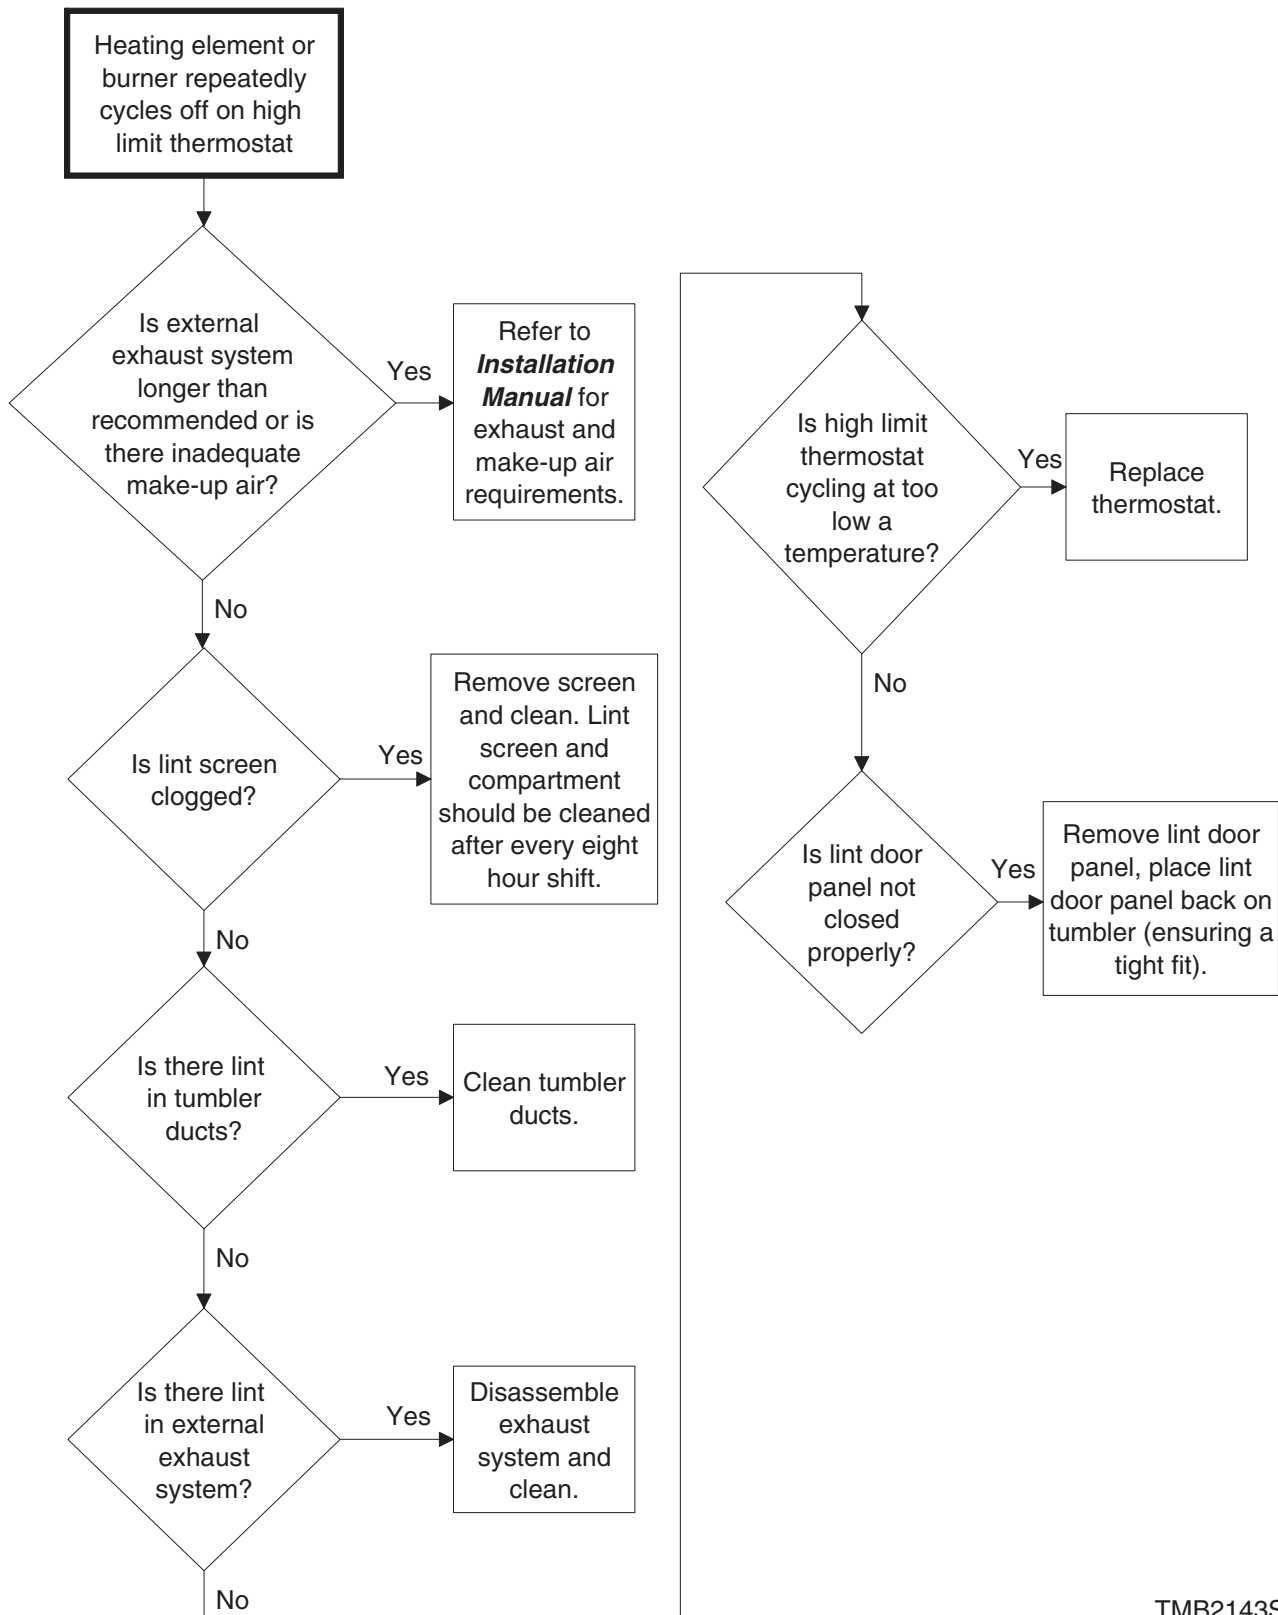 Heating element or
burner repeatedly
cycles off on high
limit thermostat
Is external
exhaust system
longer than
recommended or is
there inadequate
make-up air?
Yes
Refer to
Installation
Manual for
exhaust and
make-up air
requirements.
No
Is lint screen
clogged?
Yes
Remove screen
and clean. Lint
screen and
compartment
should be cleaned
after every eight
hour shift.
No
Is there lint
in tumbler
ducts?
Yes
Clean tumbler
ducts.
No
Is there lint
in external
exhaust
system?
Yes
Disassemble
exhaust
system and
clean.
No
Is high limit
thermostat
cycling at too
low a
temperature?
Yes
Replace
thermostat.
No
Is lint door
panel not
closed
properly?
Yes
Remove lint door
panel, place lint
door panel back on
tumbler (ensuring a
tight fit).
TMB2143S